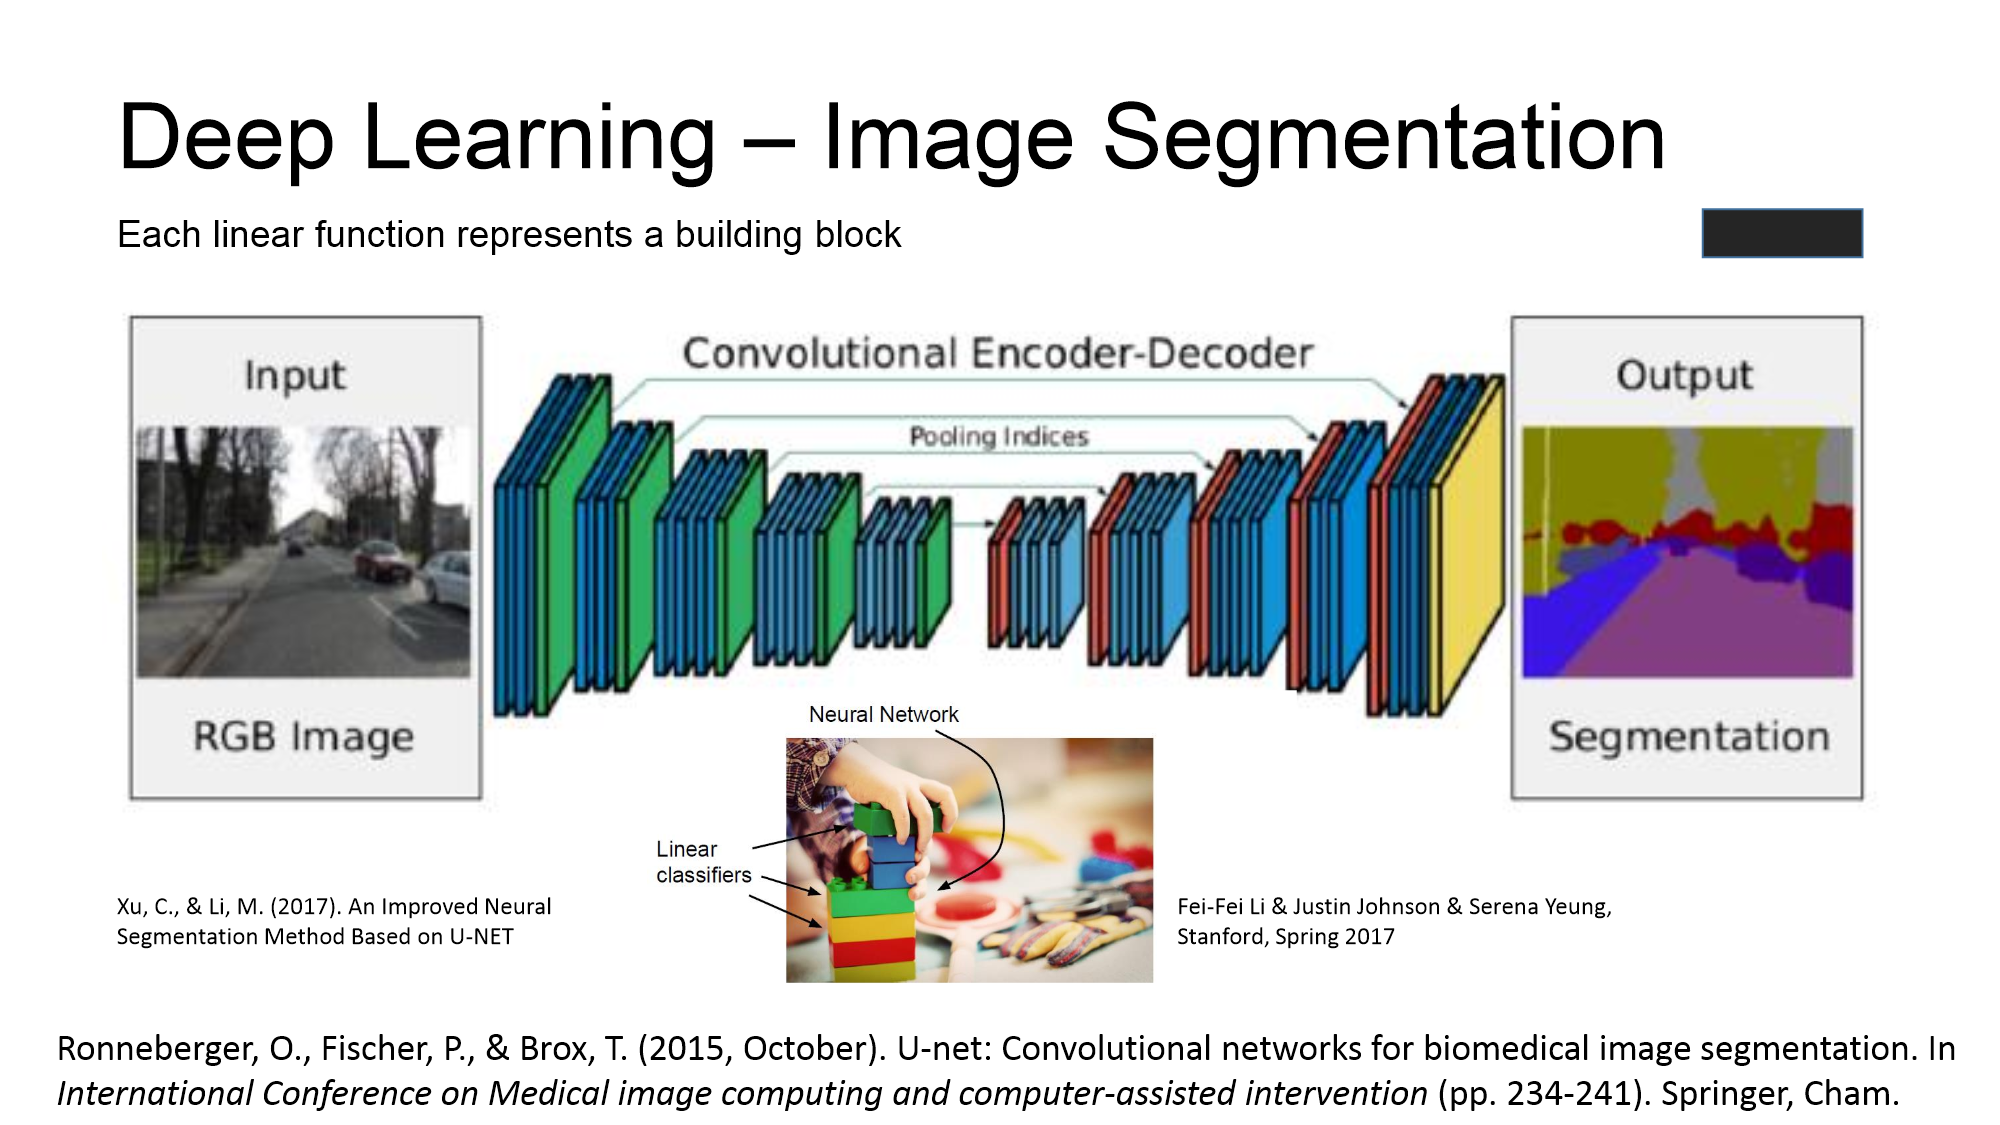 Deep Learning – Image Segmentation
Each linear function represents a building block
Input
RGB Image
Convolutional Encoder-Decoder
Pooling Indices
Output
Segmentation
Neural Network
Linear
classifiers
Xu, C., & Li, M. (2017). An Improved Neural
Segmentation Method Based on U-NET
Fei-Fei Li & Justin Johnson & Serena Yeung,
Stanford, Spring 2017
Ronneberger, O., Fischer, P., & Brox, T. (2015, October). U-net: Convolutional networks for biomedical image segmentation. In
International Conference on Medical image computing and computer-assisted intervention (pp. 234-241). Springer, Cham.